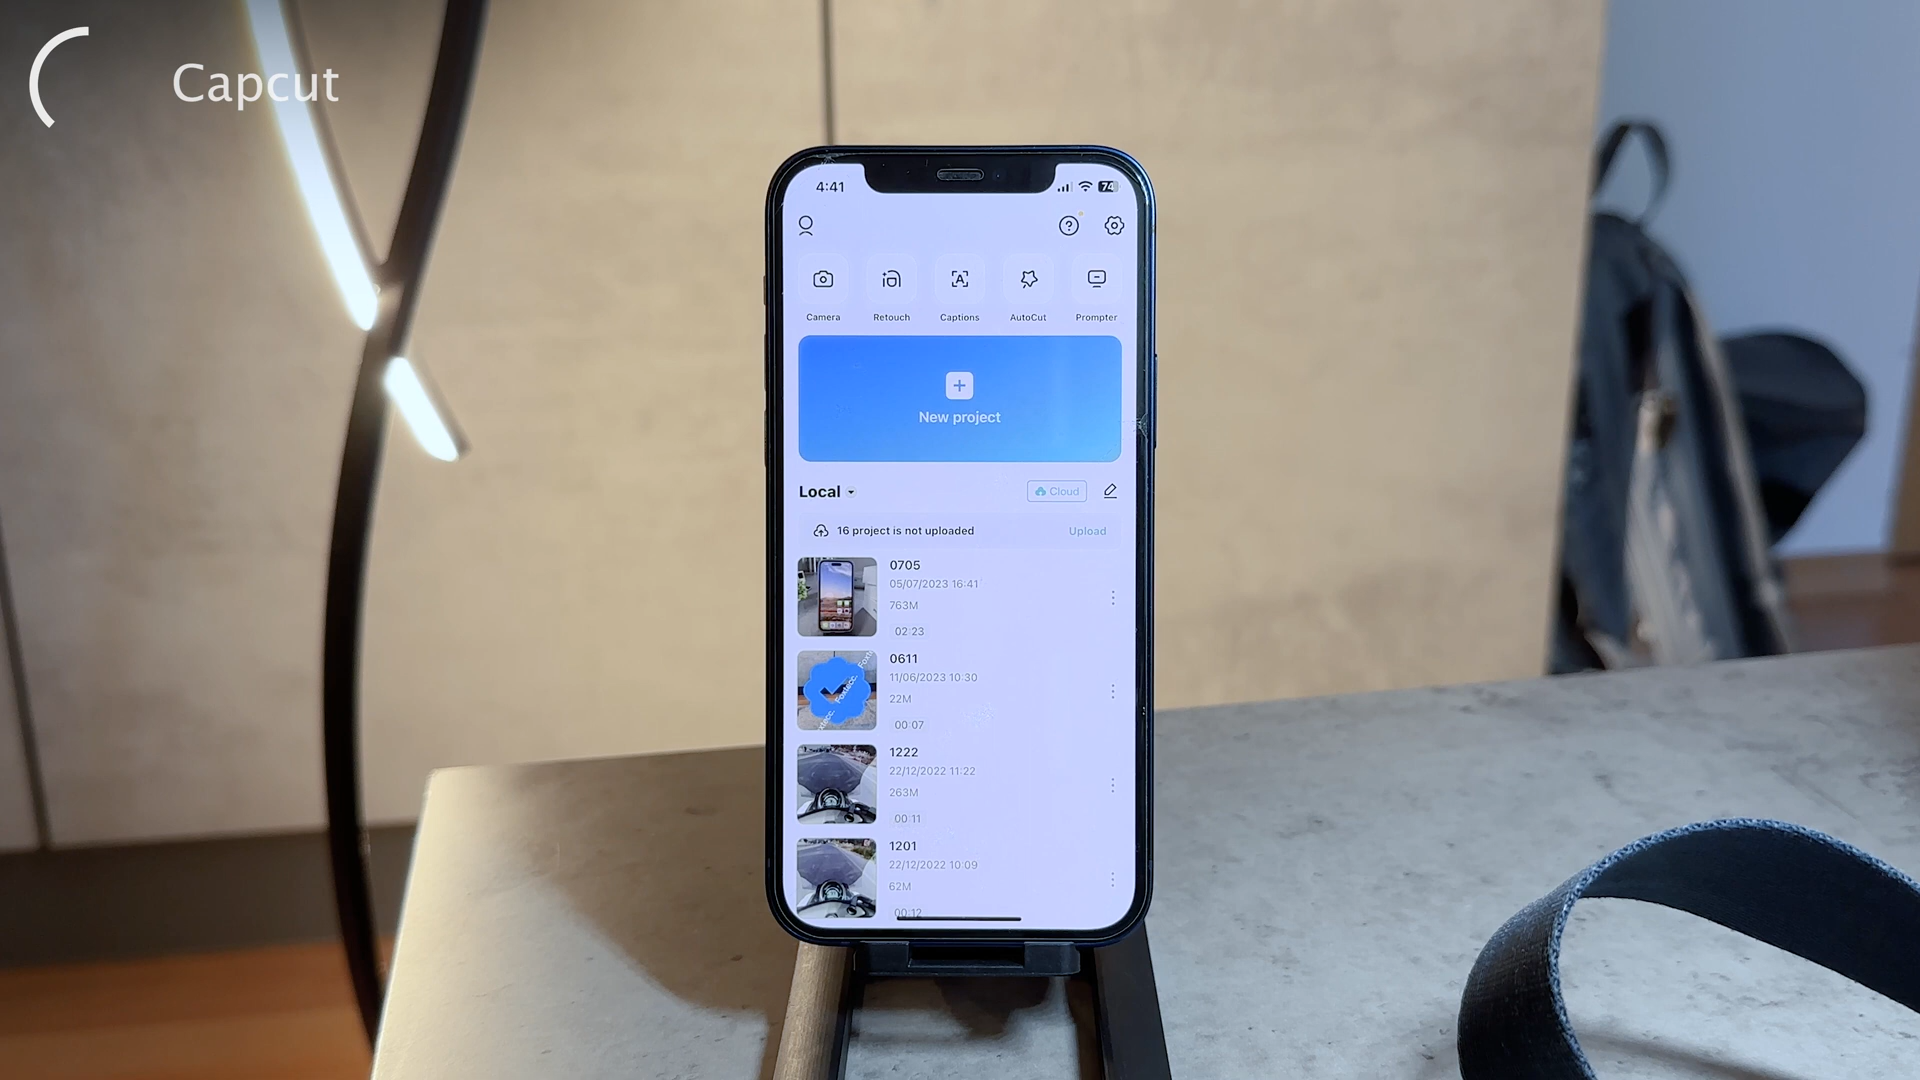 Capcut
4:41
74
Camera Retouch Captions AutoCut Prompter
New project
Local Cloud
16 project is not uploaded Upload
0705
05/07/2023 16:41
763M
02:23
0611
11/06/2023 10:30
22M
00:07
Foxtecc.
1222
22/12/2022 11:22
263M
00:11
1201
22/12/2022 10:09
62M
00:12